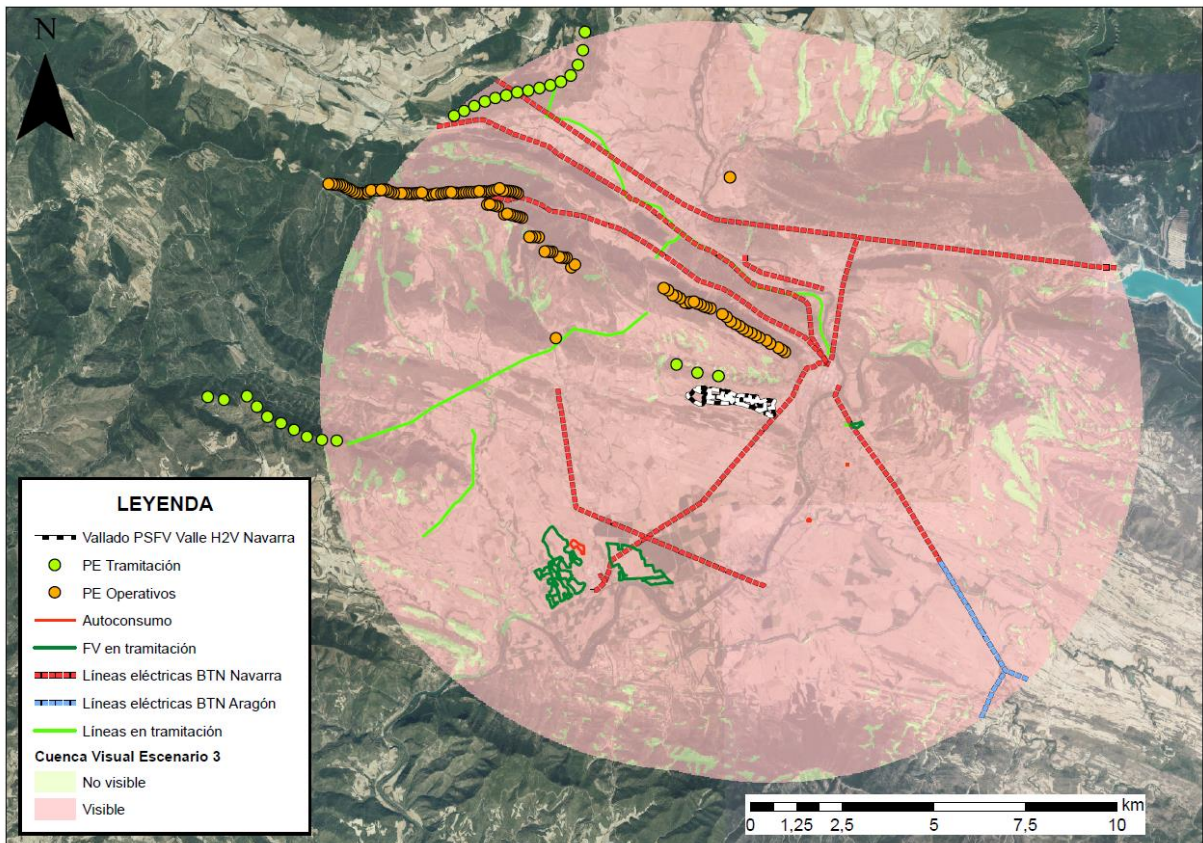 N
LEYENDA
Vallado PSFV Valle H2V Navarra
PE Tramitación
PE Operativos
Autoconsumo
FV en tramitación
Líneas eléctricas BTN Navarra
Líneas eléctricas BTN Aragón
Líneas en tramitación
Cuenca Visual Escenario 3
No visible
Visible
km
0 1,25 2,5 5 7,5 10